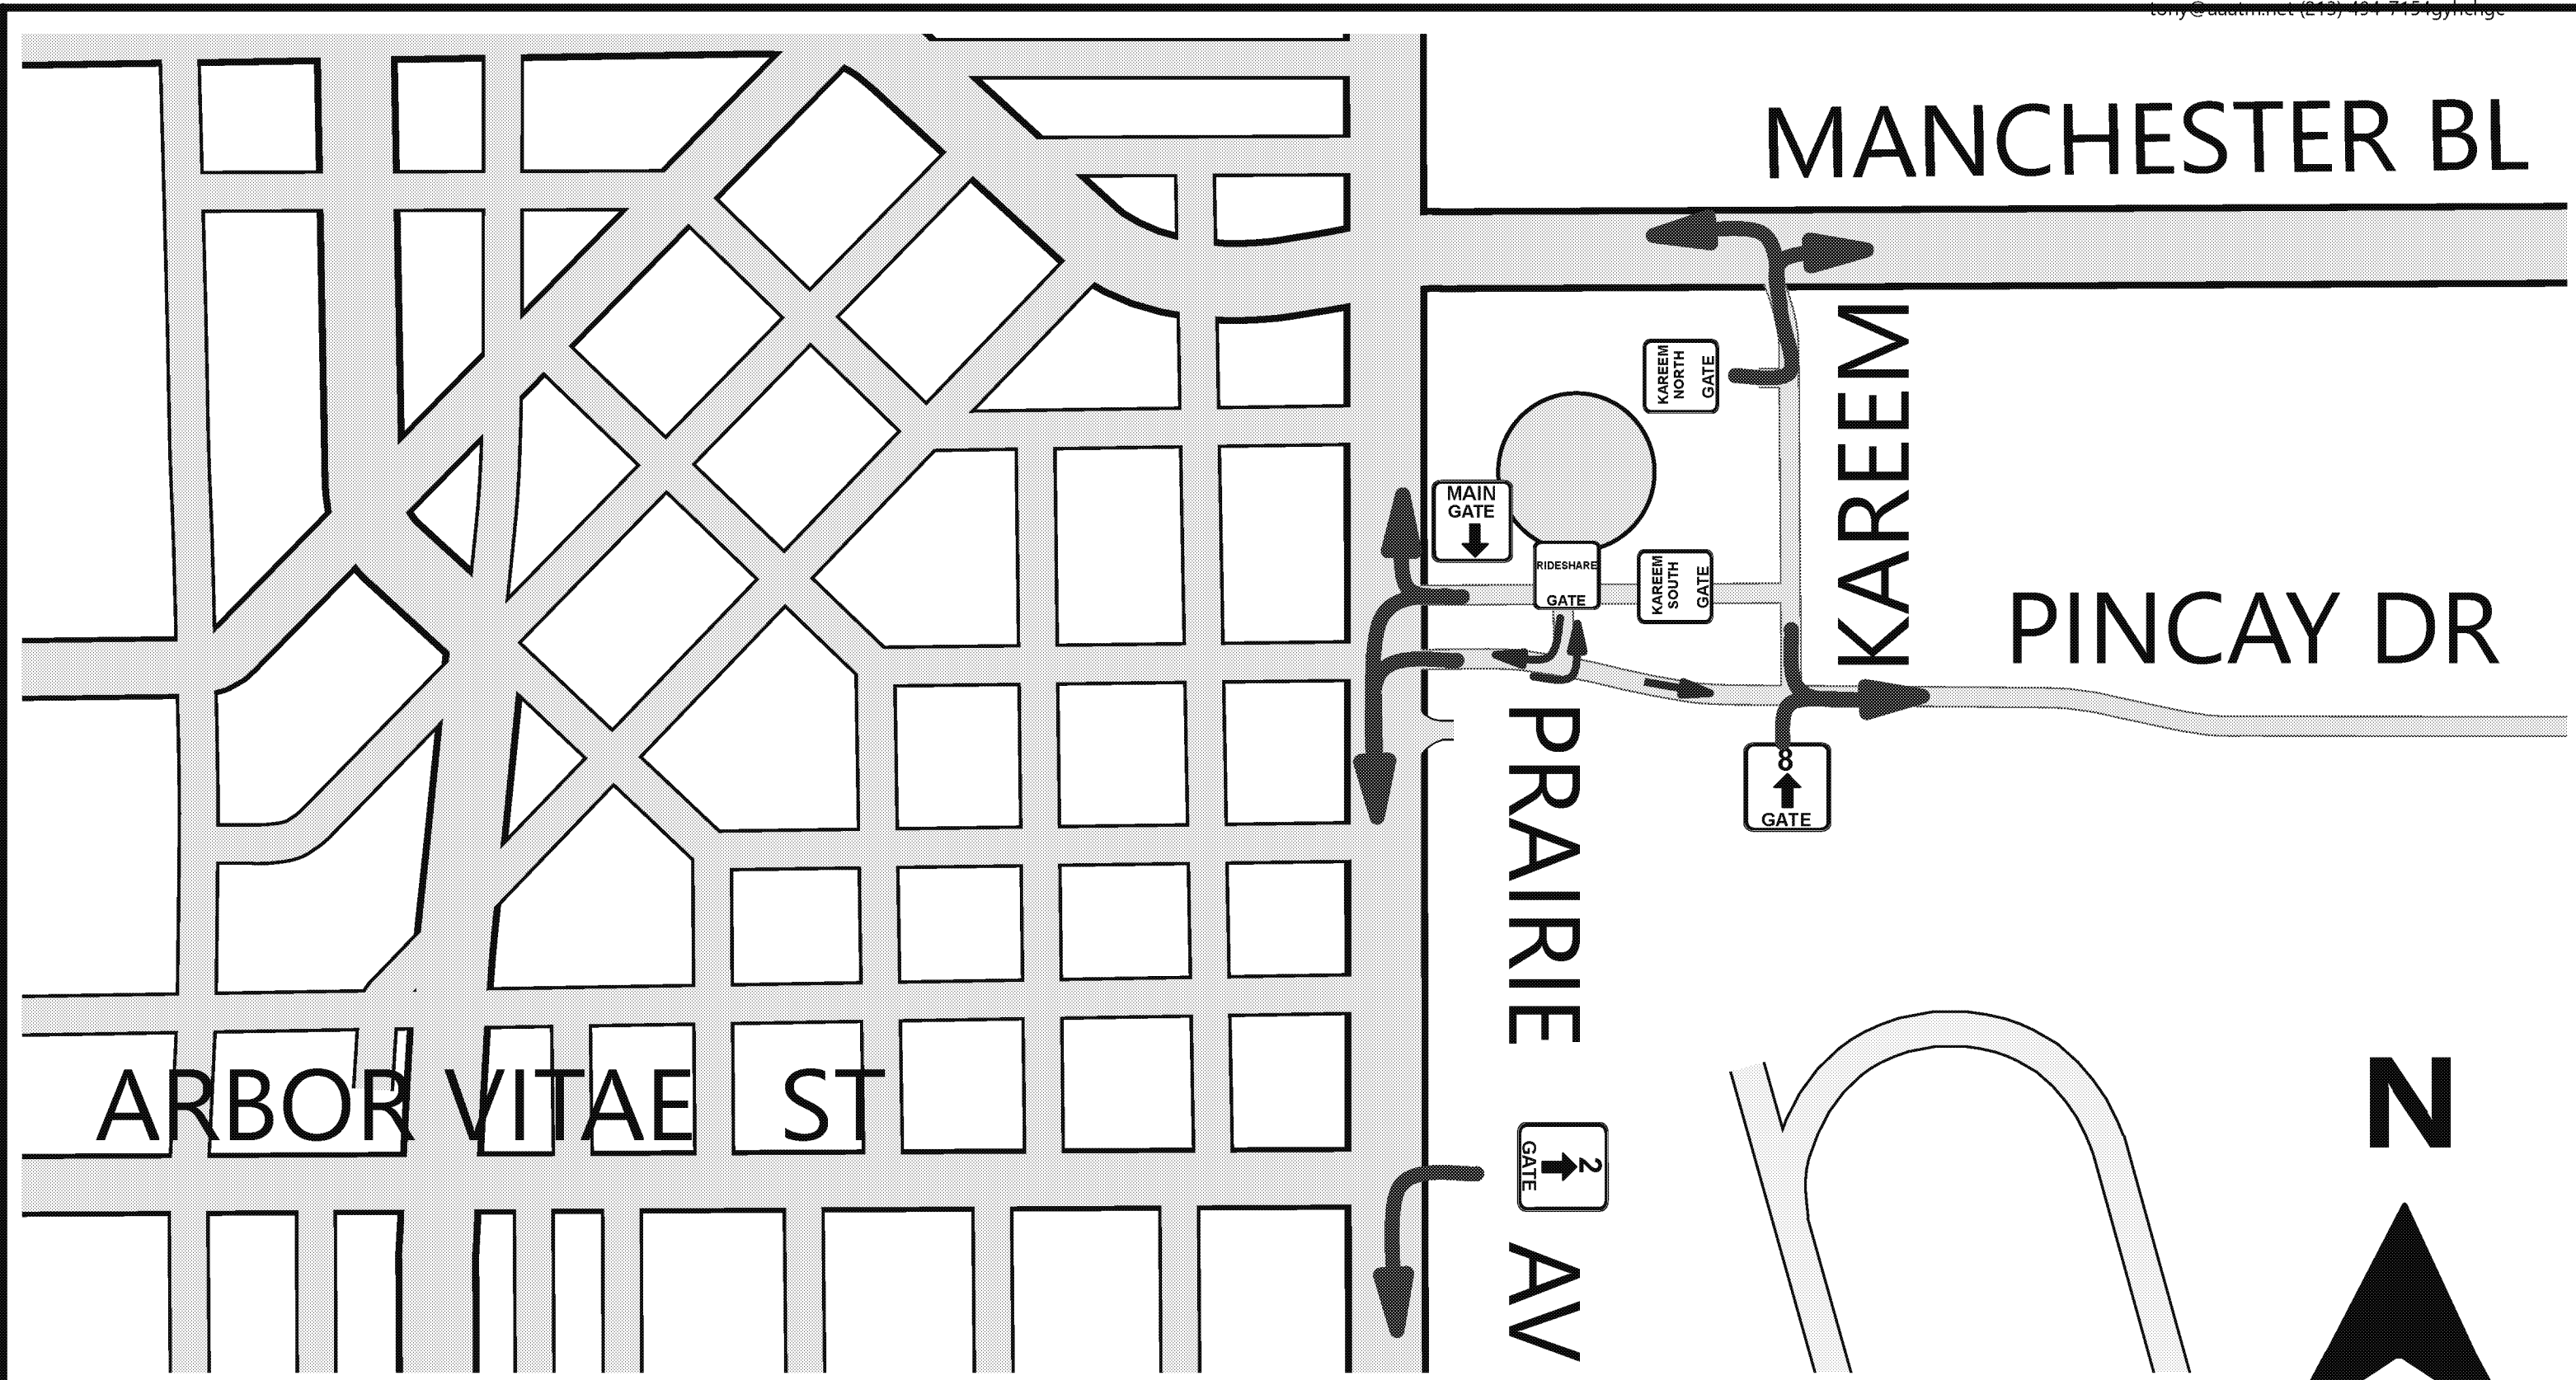 MANCHESTER BL
KAREEM
NORTH
GATE
KAREEM
MAIN
GATE
RIDESHARE
GATE
KAREEM
SOUTH
GATE
PINCAY DR
PRAIRIE AV
8
GATE
ARBOR VITAE ST
2
GATE
N